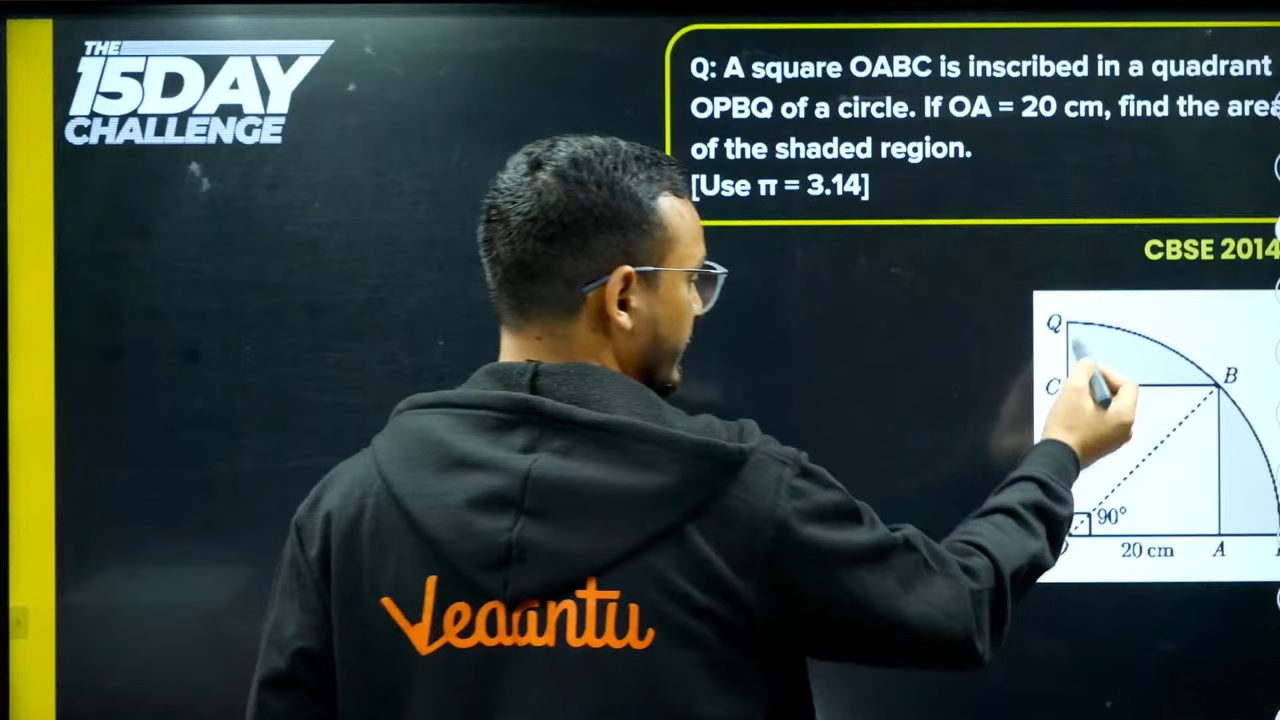 THE
15DAY
CHALLENGE
Q: A square OABC is inscribed in a quadrant
OPBQ of a circle. If OA = 20 cm, find the area
of the shaded region.
[Use π = 3.14]
CBSE 2014
Q
C
B
90°
20 cm
A
Vedantu